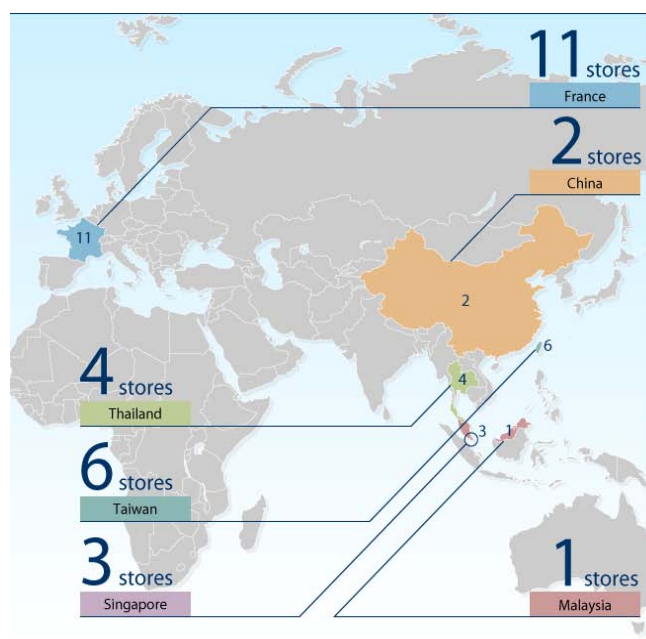 11 stores
France
2 stores
China
11
2
6
4 stores
Thailand
4
3
1
6 stores
Taiwan
3 stores
Singapore
1 stores
Malaysia